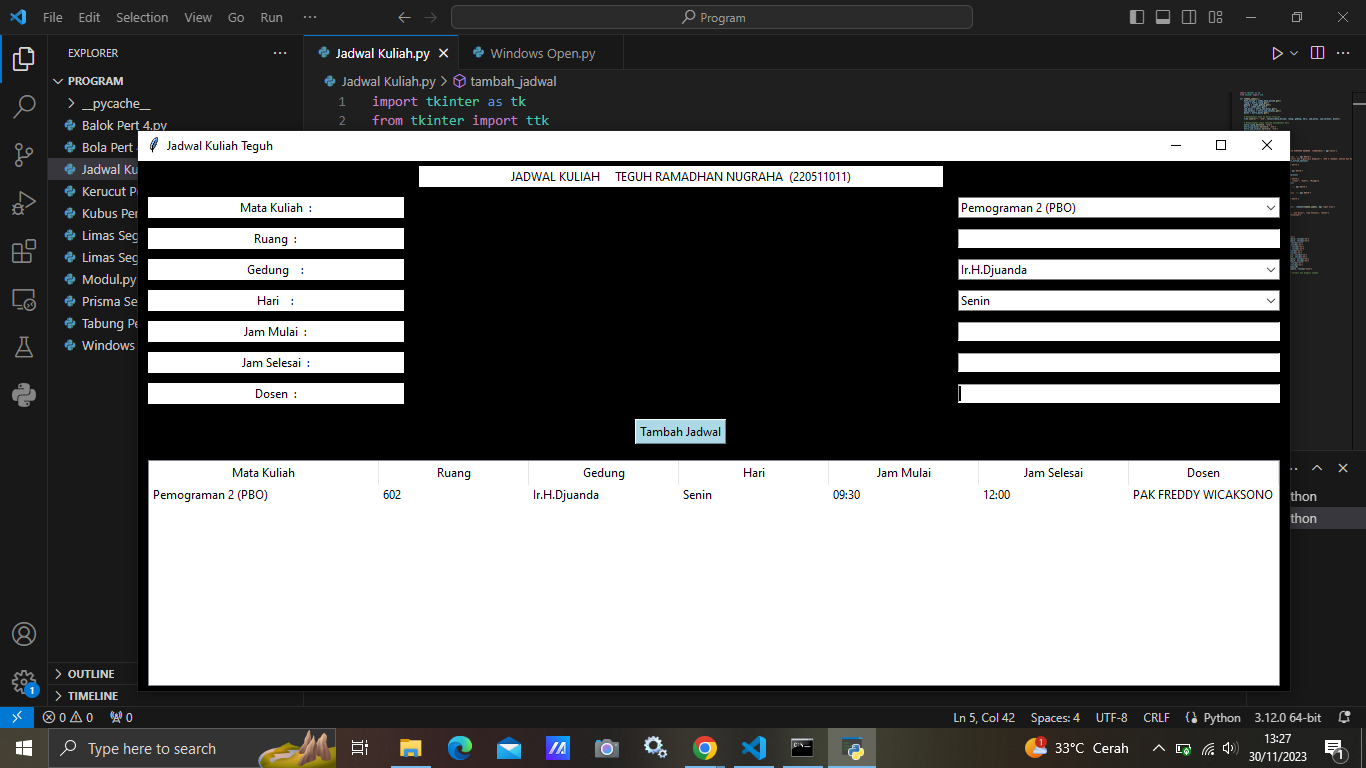 File Edit Selection View Go Run ··· Program
EXPLORER ···
Jadwal Kuliah.py Windows Open.py
PROGRAM
Jadwal Kuliah.py > tambah_jadwal
__pycache__
1 import tkinter as tk
Balok Pert 4.py
2 from tkinter import ttk
Bola Pert
Jadwal Ku
Kerucut P
Kubus Per
Limas Seg
Limas Seg
Modul.py
Prisma Se
Tabung Pe
Windows
Jadwal Kuliah Teguh
JADWAL KULIAH TEGUH RAMADHAN NUGRAHA (220511011)
Mata Kuliah : Pemograman 2 (PBO)
Ruang :
Gedung : Ir.H.Djuanda
Hari : Senin
Jam Mulai :
Jam Selesai :
Dosen :
Tambah Jadwal
Mata Kuliah Ruang Gedung Hari Jam Mulai Jam Selesai Dosen
Pemograman 2 (PBO) 602 Ir.H.Djuanda Senin 09:30 12:00 PAK FREDDY WICAKSONO
thon
thon
OUTLINE
TIMELINE
1
0 0 0 Ln 5, Col 42 Spaces: 4 UTF-8 CRLF Python 3.12.0 64-bit
Type here to search 1 33°C Cerah 13:27
30/11/2023 1